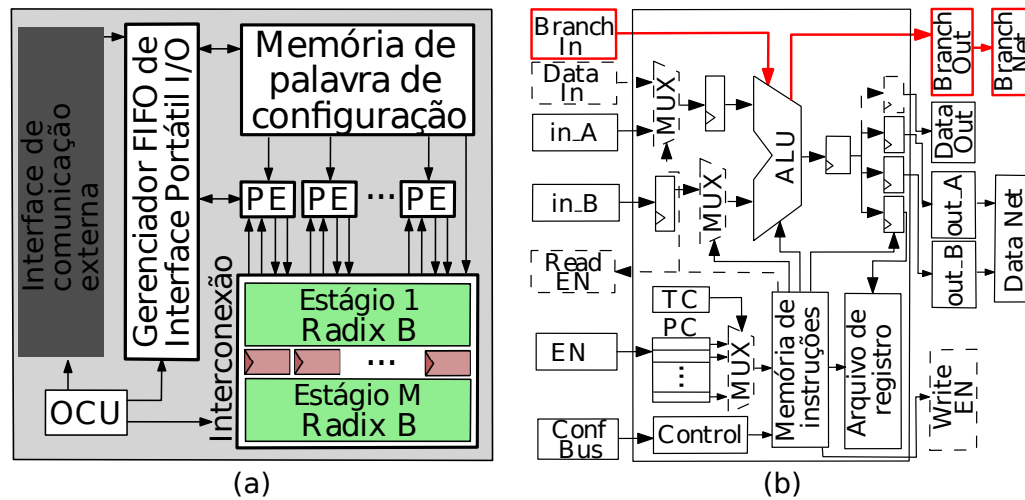 Interface de
comunicação
externa
Gerenciador FIFO de
Interface Portátil I/O
Memória de
palavra de
configuração
PE
PE
...
PE
Interconexão
Estágio 1
Radix B
...
Estágio M
Radix B
OCU
(a)
Branch
In
Data
In
in_A
in_B
Read
EN
EN
Conf
Bus
MUX
MUX
ALU
TC
PC
...
MUX
Control
Memória de
instruções
Arquivo de
registro
Branch
Out
Branch
Net
Data
Out
out_A
out_B
Data Net
Write
EN
(b)